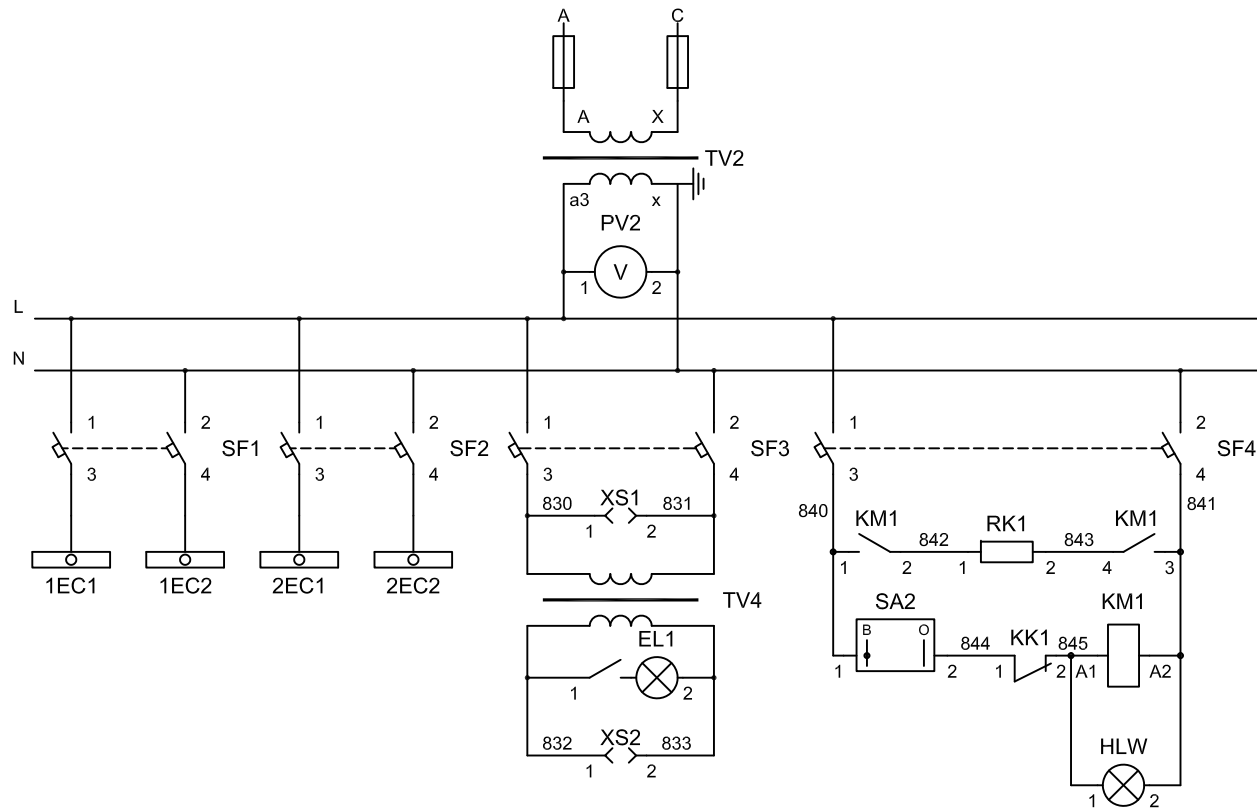 A C
A X
TV2
a3 x
PV2
V
1 2
L
N
1 2 1 2 1 2 1 2
SF1 SF2 SF3 SF4
3 4 3 4 3 4 3 4
830 XS1 831
1 2
840 841
KM1 842 RK1 843 KM1
1 2 1 2 4 3
1EC1 1EC2 2EC1 2EC2
TV4
SA2 KM1
B O
EL1 844 KK1 845
1 2 1 2 A1 A2
1 2
832 XS2 833
1 2
HLW
1 2